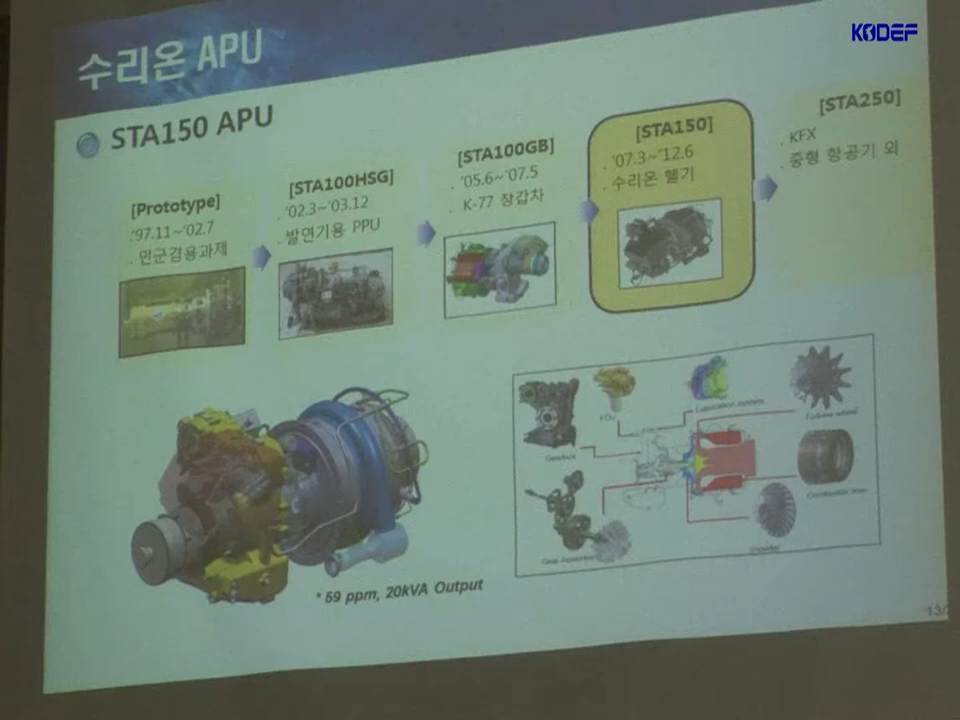 KODEF
수리온 APU
STA150 APU
[Prototype]
.'97.11~'02.7
. 민군겸용과제
[STA100HSG]
. '02.3~'03.12
. 발연기용 PPU
[STA100GB]
. '05.6~'07.5
. K-77 장갑차
[STA150]
. '07.3~'12.6
. 수리온 헬기
[STA250]
. KFX
. 중형 항공기 외
Gearbox
ECU
Lubrication system
Turbine wheel
Combustor liner
Impeller
* 59 ppm, 20kVA Output